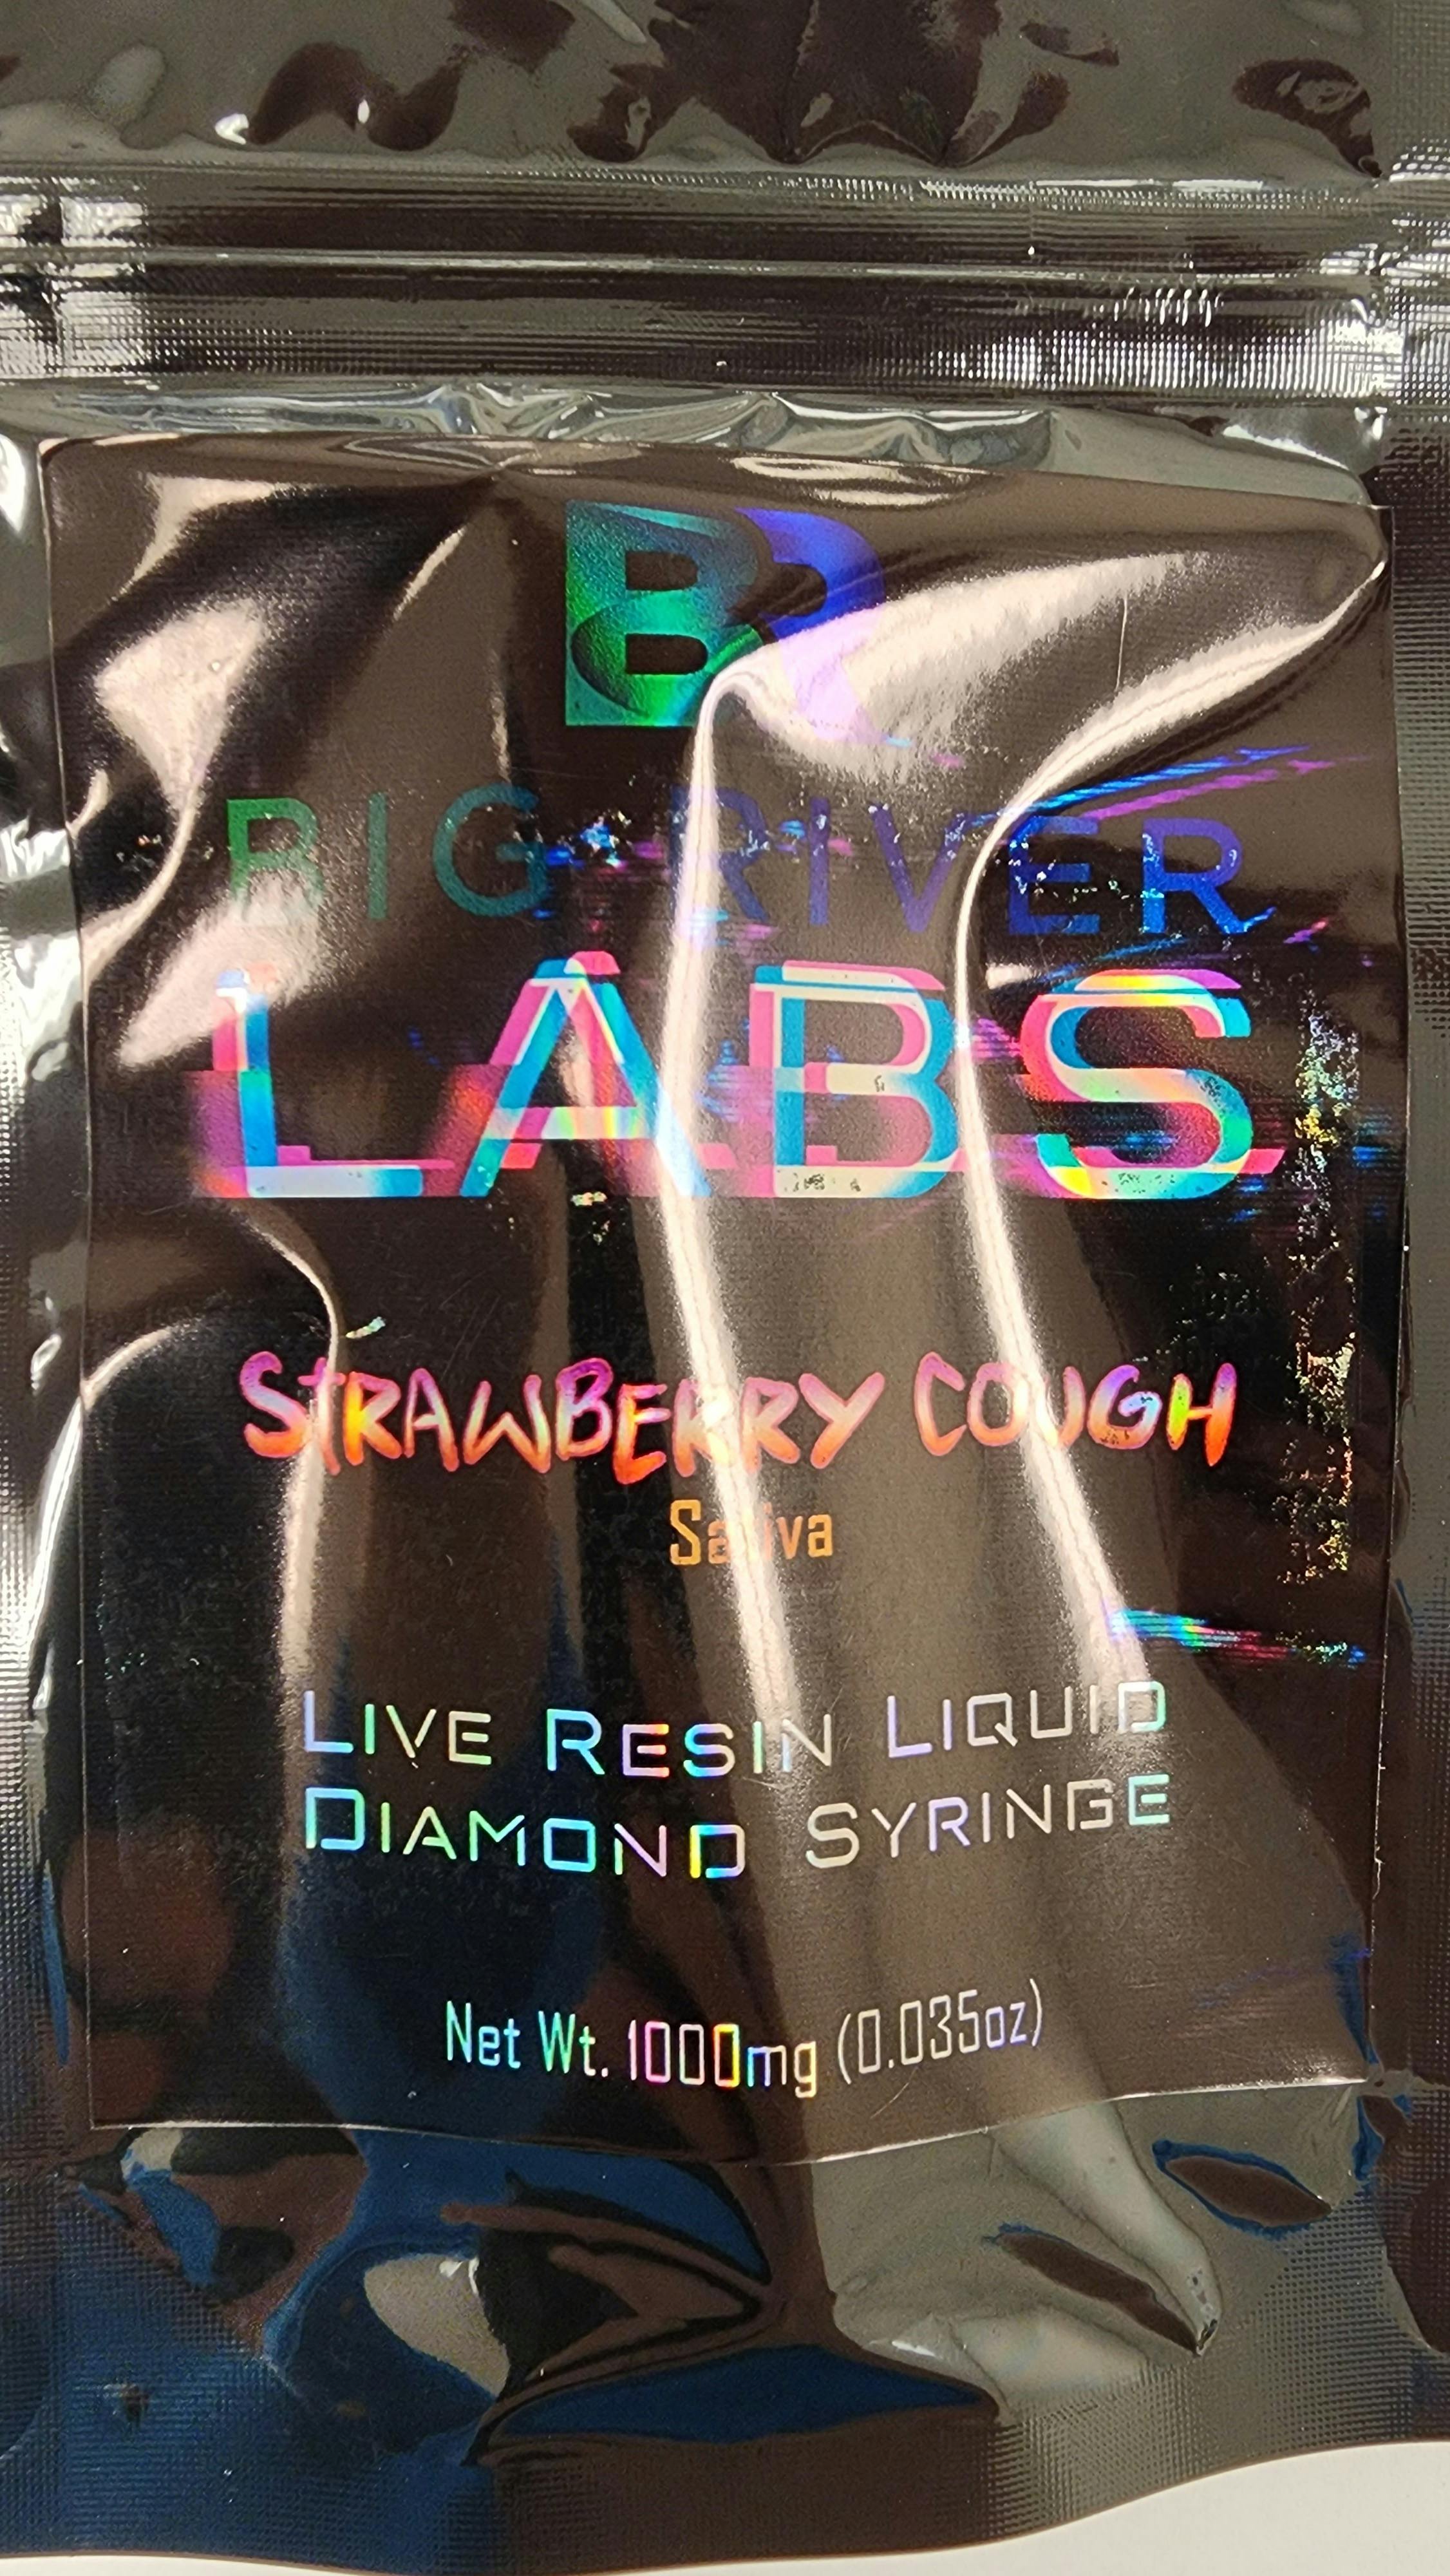 BR
BIG RIVER
LABS
STRAWBERRY COUGH
Sativa
LIVE RESIN LIQUID
DIAMOND SYRINGE
Net Wt. 1000mg (0.035oz)